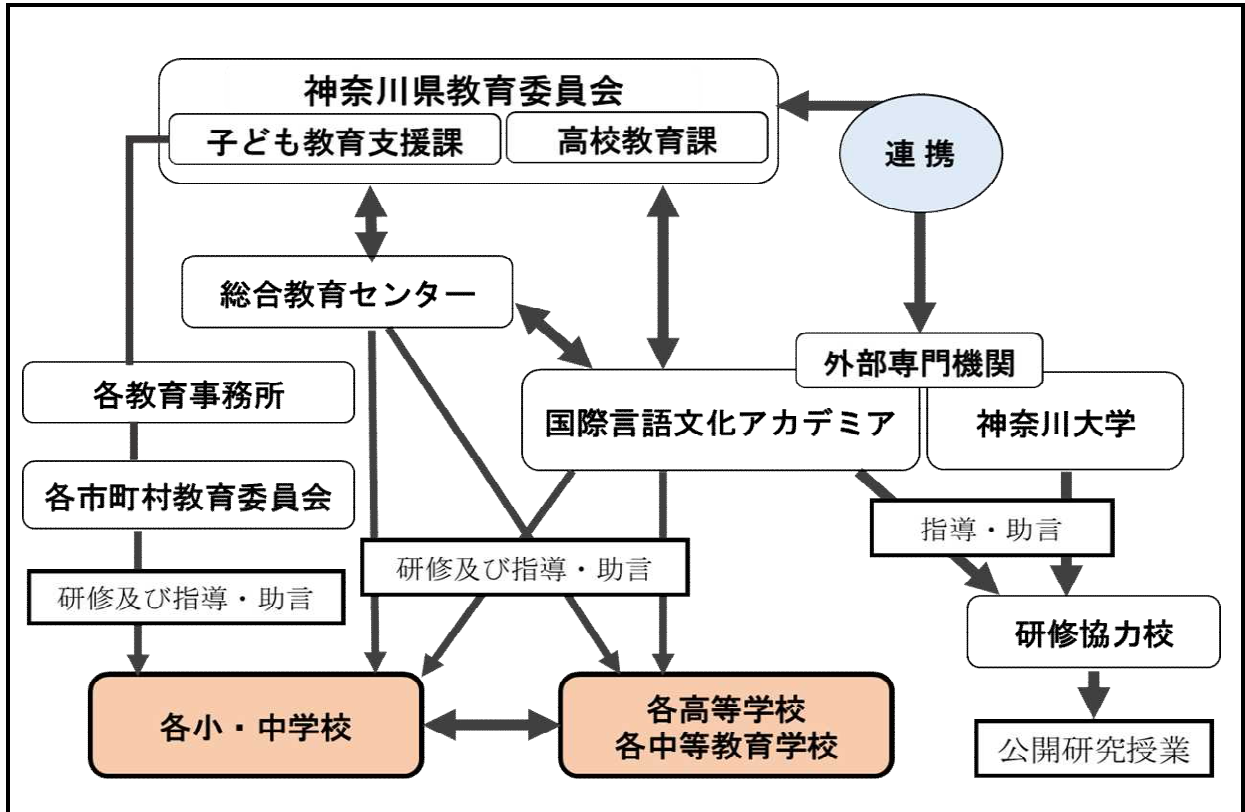 神奈川県教育委員会
子ども教育支援課
高校教育課
連携
総合教育センター
外部専門機関
各教育事務所
国際言語文化アカデミア
神奈川大学
各市町村教育委員会
指導・助言
研修及び指導・助言
研修及び指導・助言
研修協力校
各小・中学校
各高等学校
各中等教育学校
公開研究授業